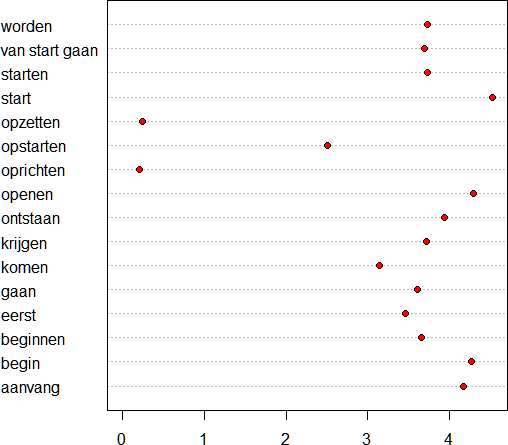 worden
van start gaan
starten
start
opzetten
opstarten
oprichten
openen
ontstaan
krijgen
komen
gaan
eerst
beginnen
begin
aanvang
0 1 2 3 4